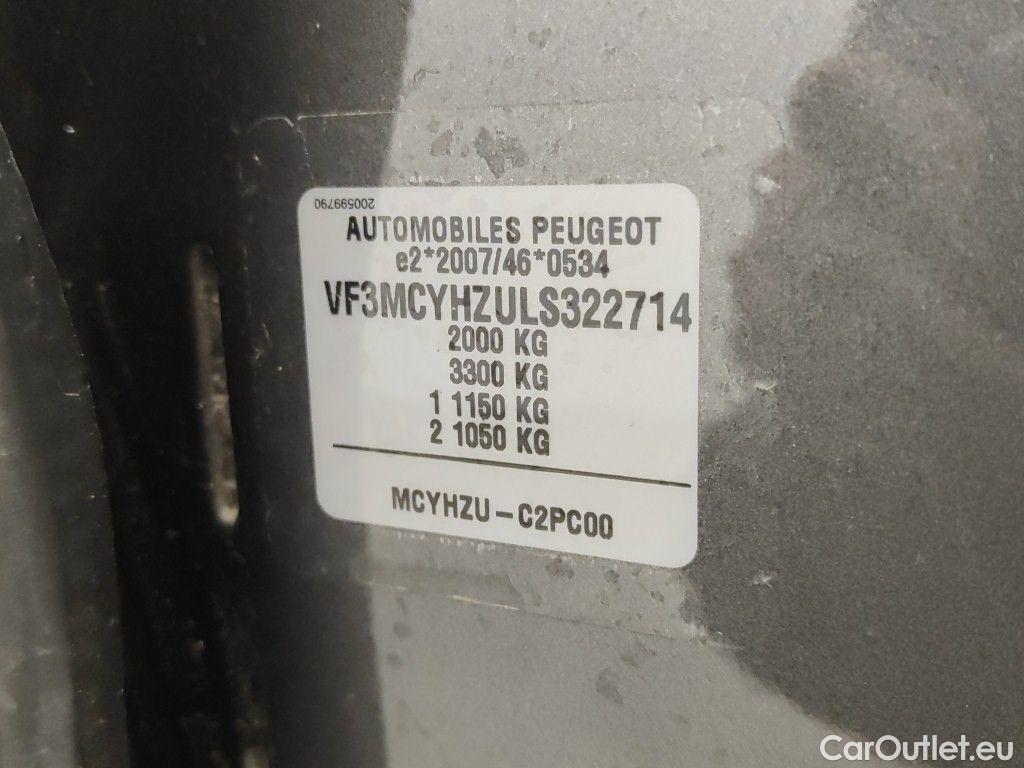 200599790
AUTOMOBILES PEUGEOT
e2*2007/46*0534
VF3MCYHZULS322714
2000 KG
3300 KG
1 1150 KG
2 1050 KG
MCYHZU - C2PC00
CarOutlet.eu